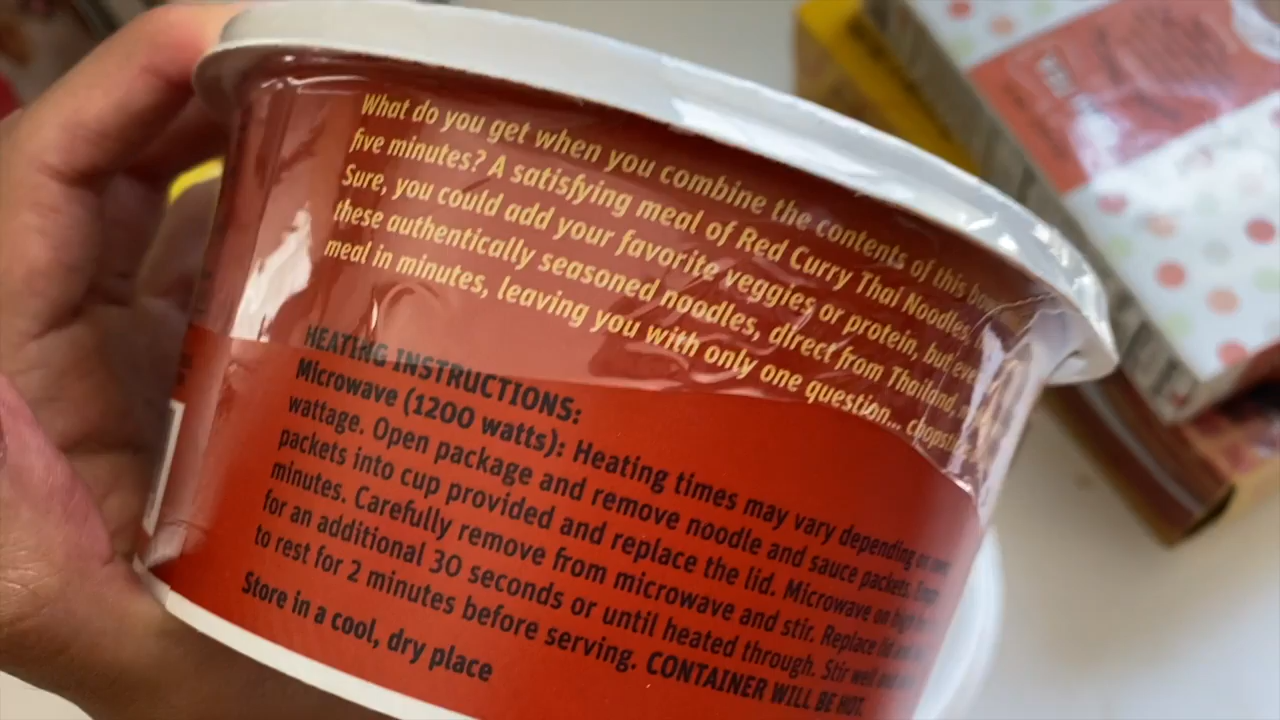 What do you get when you combine the contents of this
five minutes? A satisfying meal of Red Curry Thai Noodles.
Sure, you could add your favorite veggies or protein, but
these authentically seasoned noodles, direct from Thailand,
meal in minutes, leaving you with only one question...
HEATING INSTRUCTIONS:
Microwave (1200 watts): Heating times may vary depending on
wattage. Open package and remove noodle and sauce packets.
packets into cup provided and replace the lid. Microwave on high
minutes. Carefully remove from microwave and stir. Replace lid
for an additional 30 seconds or until heated through. Stir well
to rest for 2 minutes before serving. CONTAINER WILL BE HOT.
Store in a cool, dry place